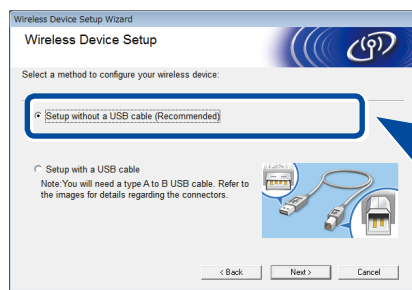 Wireless Device Setup Wizard
Wireless Device Setup
Select a method to configure your wireless device:
Setup without a USB cable (Recommended)
Setup with a USB cable
Note:You will need a type A to B USB cable. Refer to
the images for details regarding the connectors.
< Back Next > Cancel